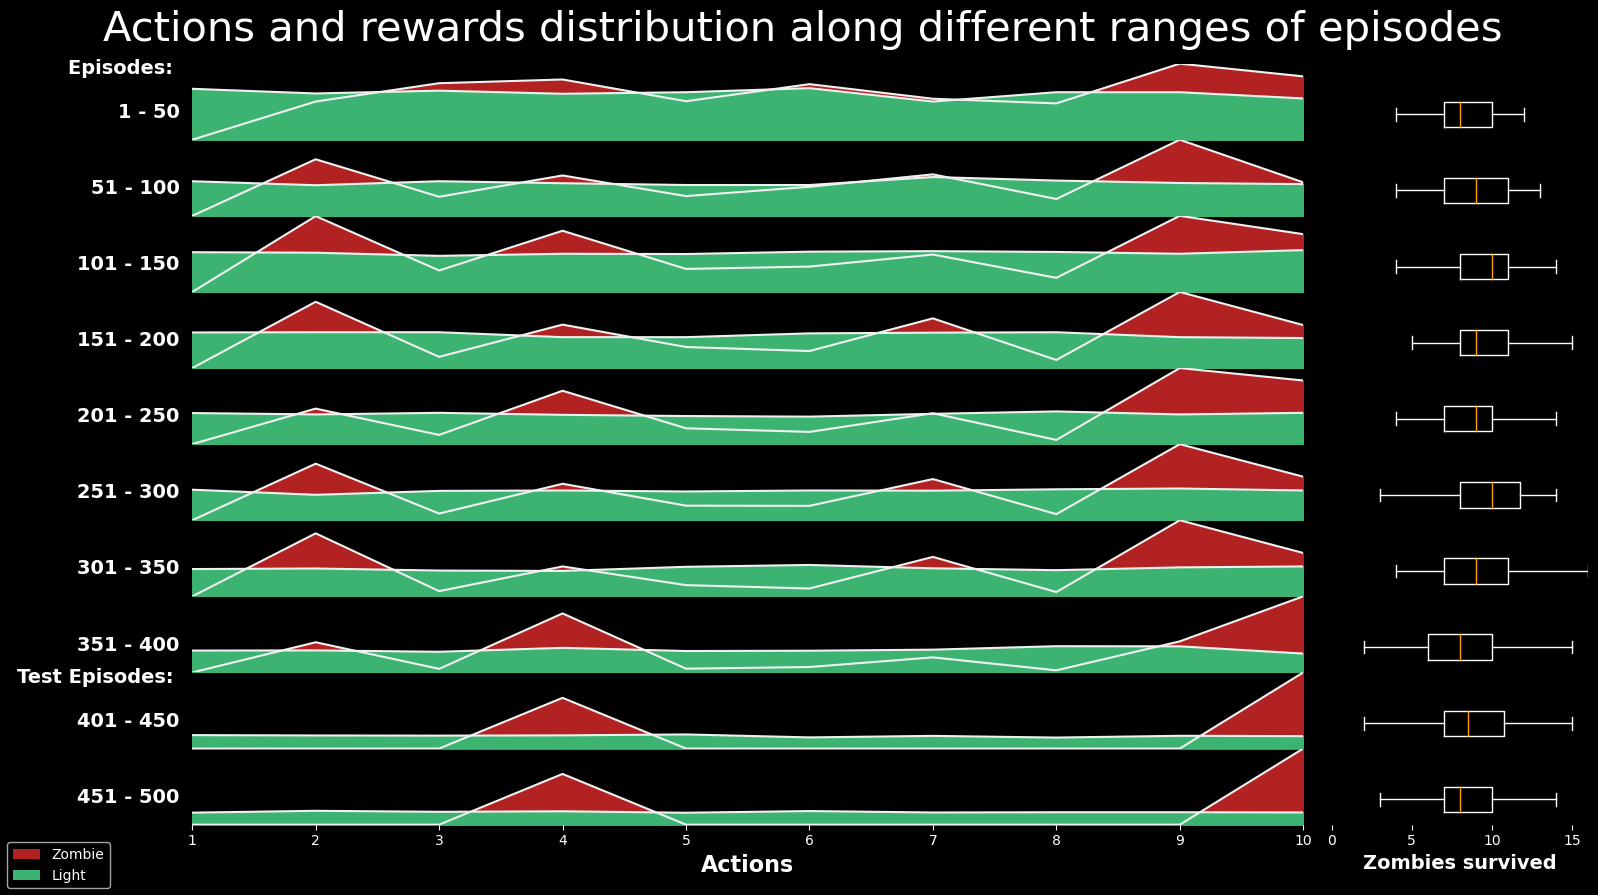 Actions and rewards distribution along different ranges of episodes
Episodes:
1 - 50
51 - 100
101 - 150
151 - 200
201 - 250
251 - 300
301 - 350
351 - 400
Test Episodes:
401 - 450
451 - 500
1 2 3 4 5 6 7 8 9 10
0 5 10 15
Actions
Zombies survived
Zombie
Light